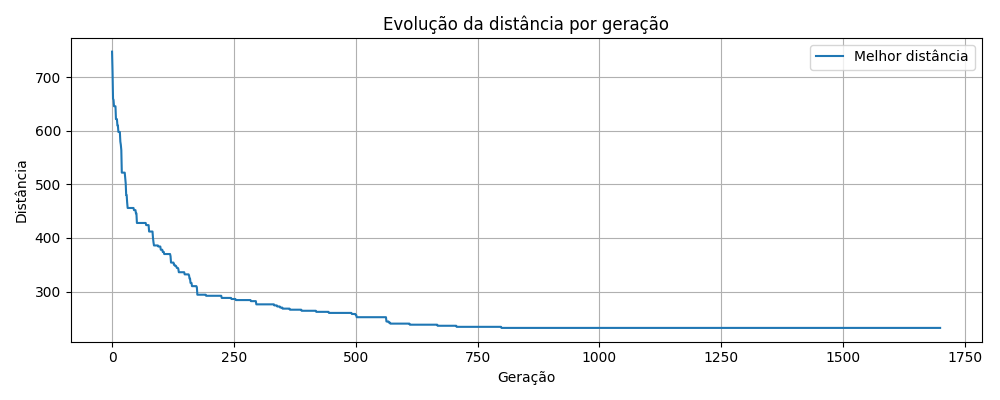 Evolução da distância por geração
Melhor distância
Distância
700
600
500
400
300
0 250 500 750 1000 1250 1500 1750
Geração